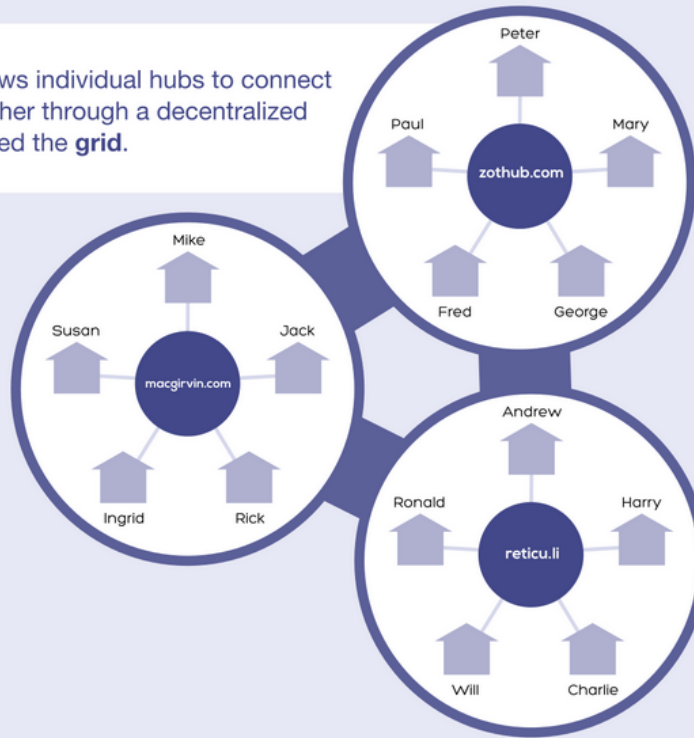 ws individual hubs to connect
her through a decentralized
ed the grid.
Peter
Paul
Mary
zothub.com
Fred
George
Mike
Susan
Jack
macgirvin.com
Ingrid
Rick
Andrew
Ronald
Harry
reticu.li
Will
Charlie